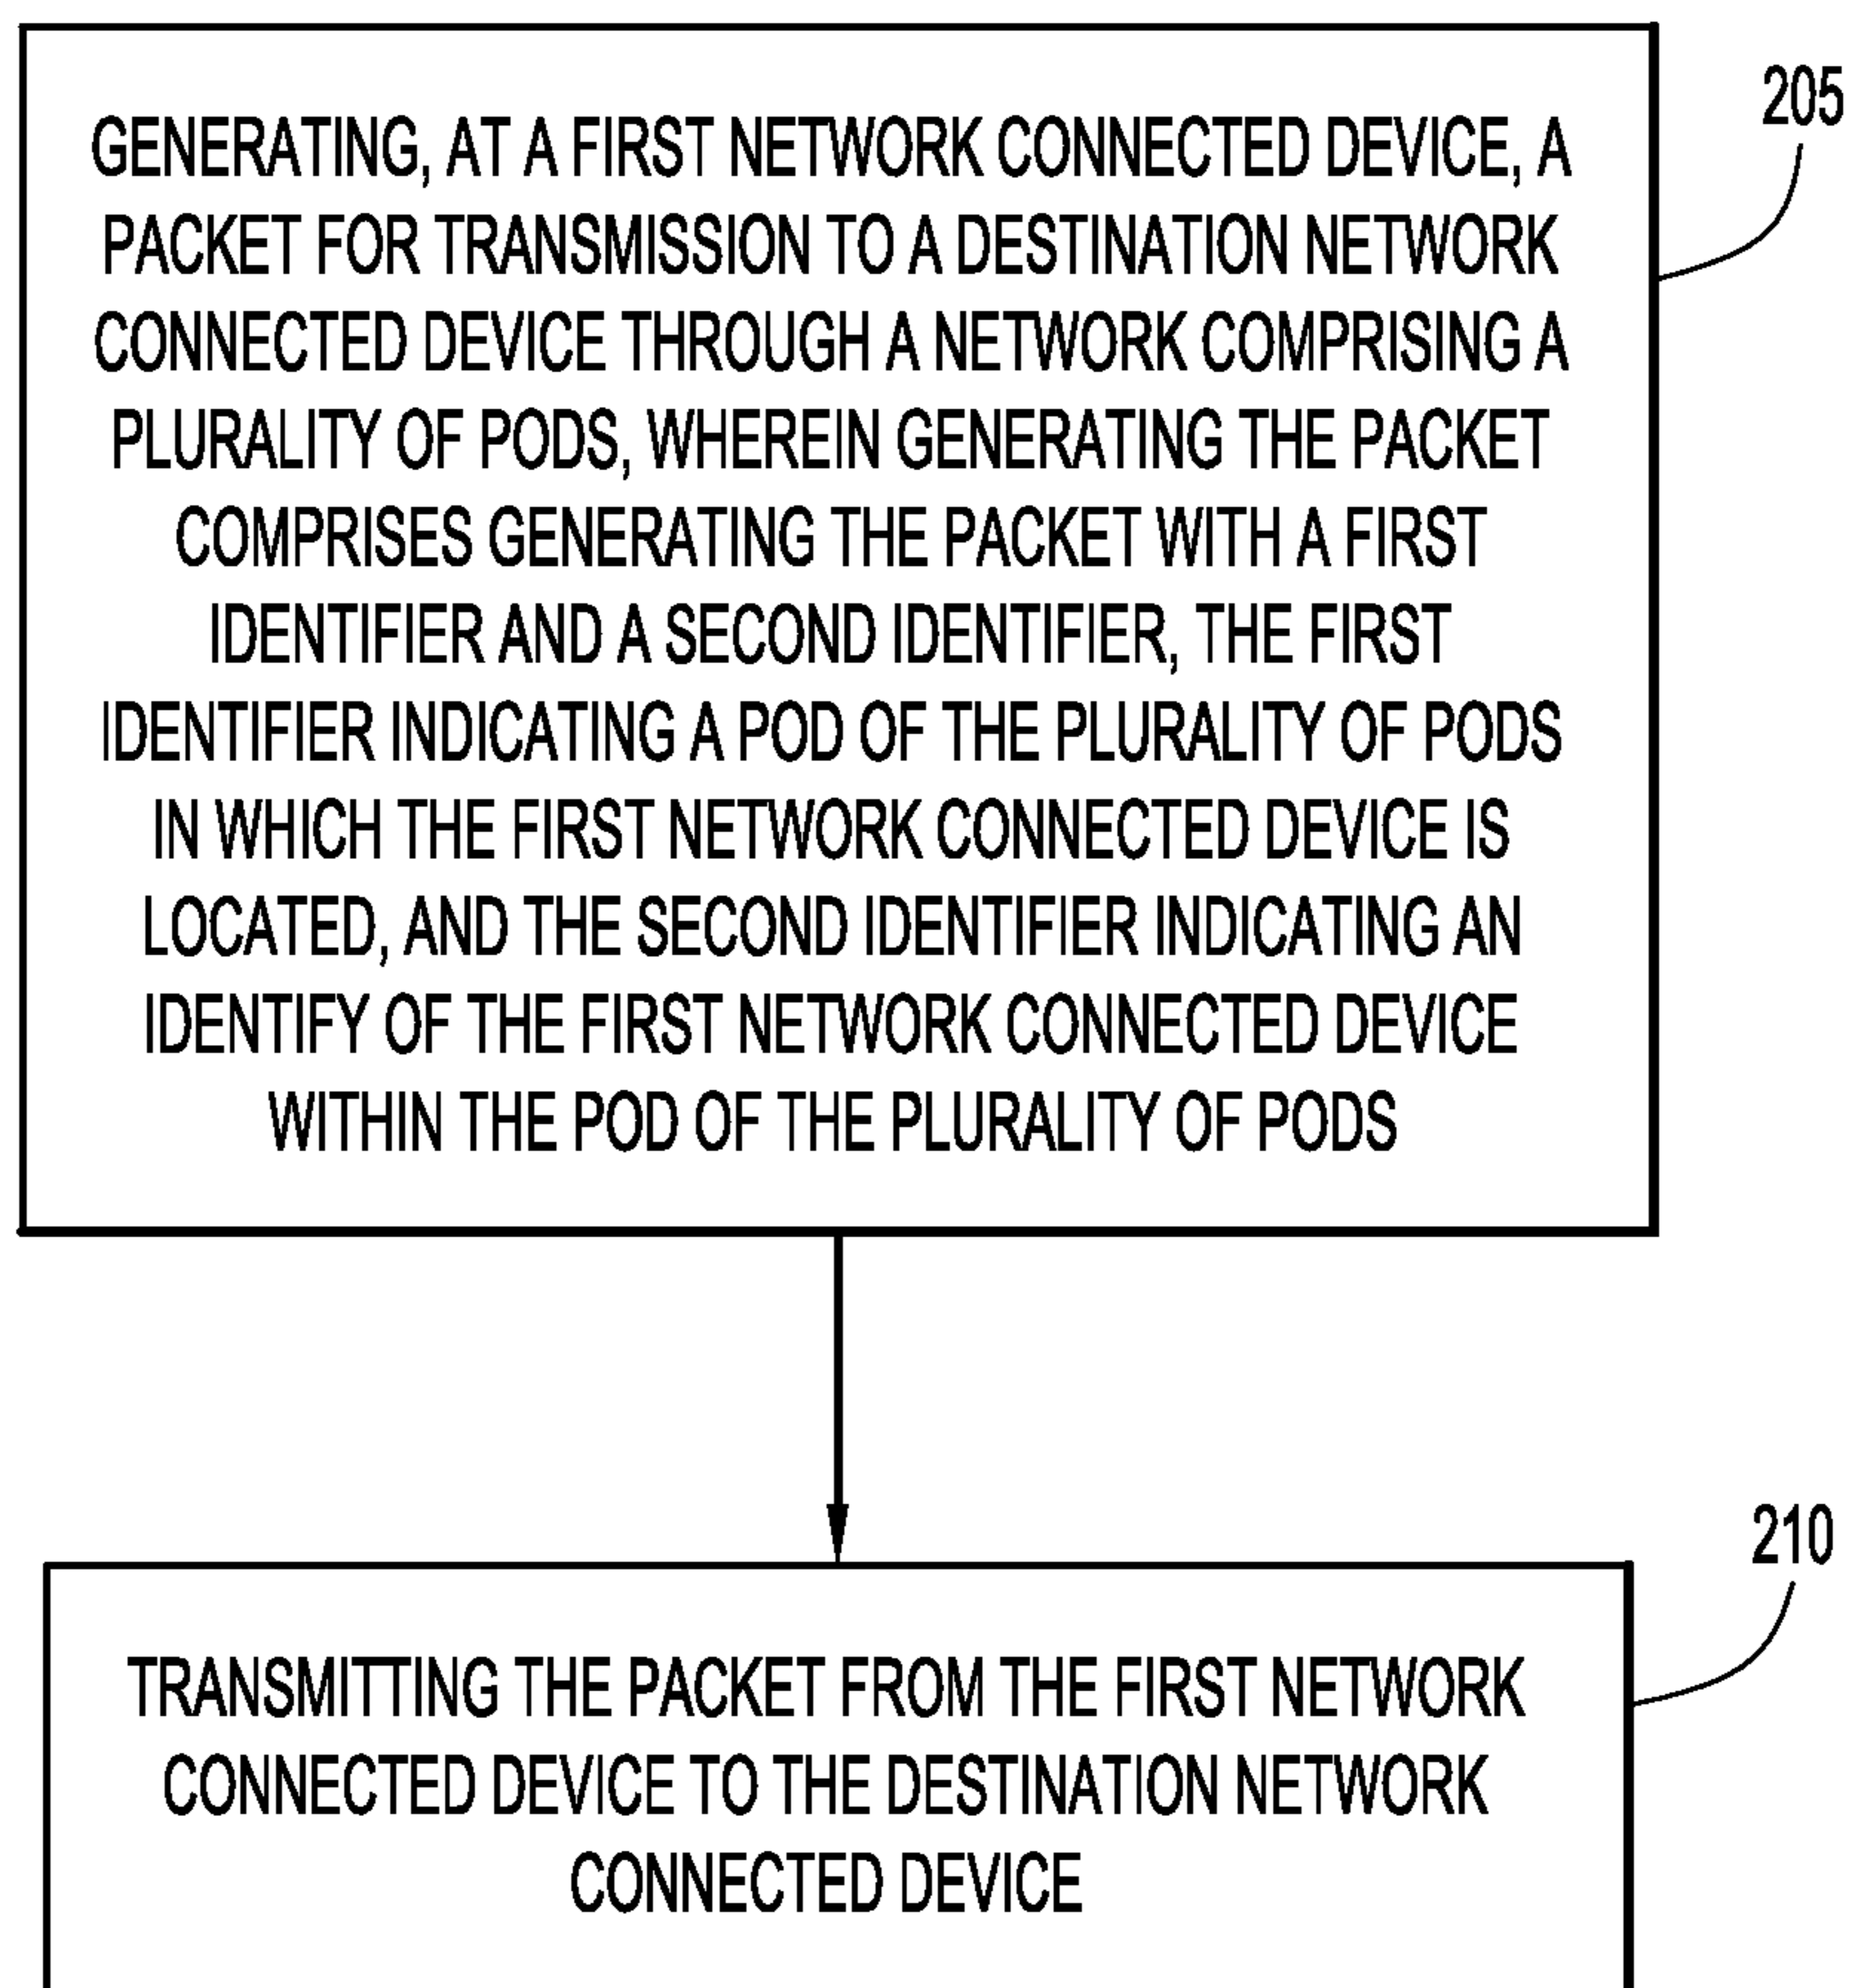 GENERATING, AT A FIRST NETWORK CONNECTED DEVICE, A
PACKET FOR TRANSMISSION TO A DESTINATION NETWORK
CONNECTED DEVICE THROUGH A NETWORK COMPRISING A
PLURALITY OF PODS, WHEREIN GENERATING THE PACKET
COMPRISES GENERATING THE PACKET WITH A FIRST
IDENTIFIER AND A SECOND IDENTIFIER, THE FIRST
IDENTIFIER INDICATING A POD OF THE PLURALITY OF PODS
IN WHICH THE FIRST NETWORK CONNECTED DEVICE IS
LOCATED, AND THE SECOND IDENTIFIER INDICATING AN
IDENTIFY OF THE FIRST NETWORK CONNECTED DEVICE
WITHIN THE POD OF THE PLURALITY OF PODS
205
TRANSMITTING THE PACKET FROM THE FIRST NETWORK
CONNECTED DEVICE TO THE DESTINATION NETWORK
CONNECTED DEVICE
210